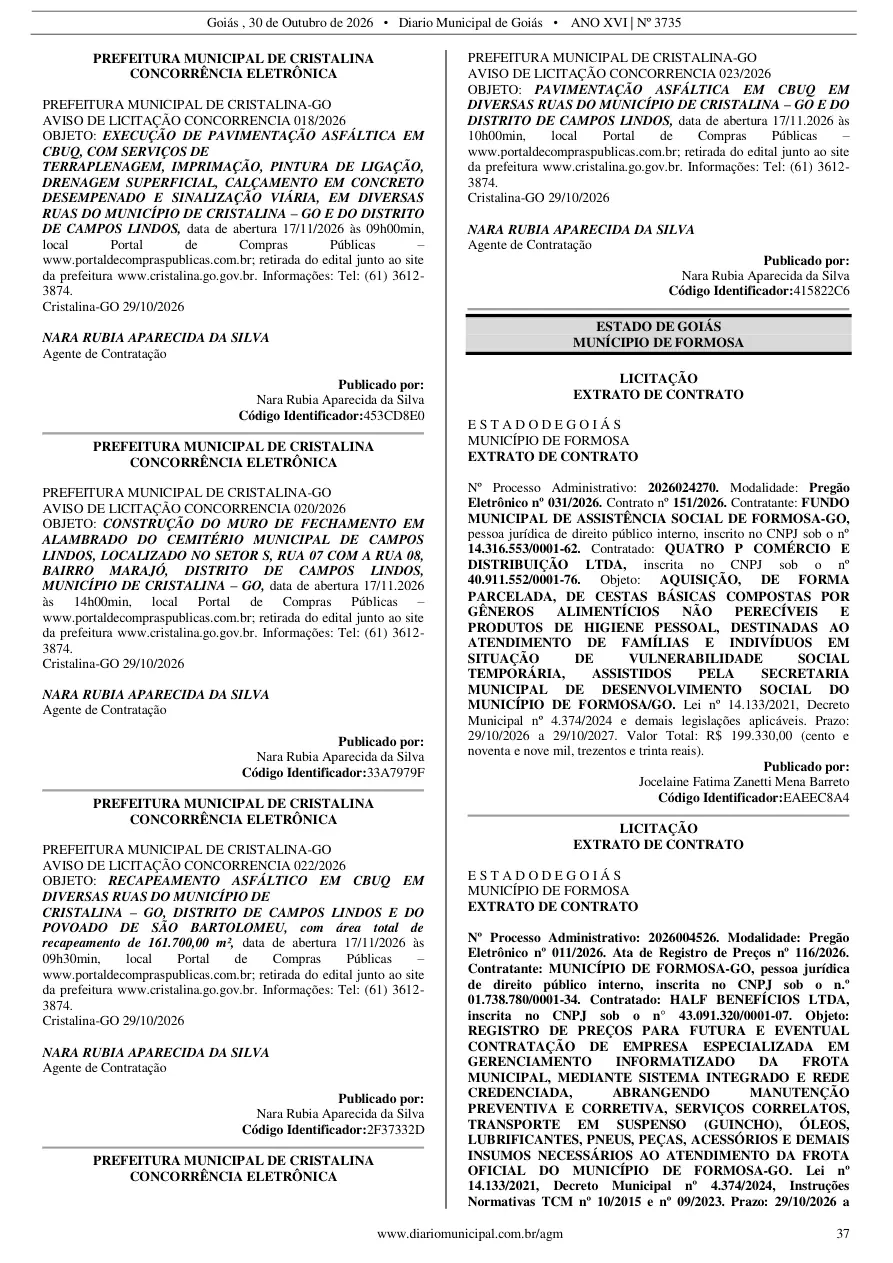 Goiás , 30 de Outubro de 2026 • Diario Municipal de Goiás • ANO XVI | Nº 3735
PREFEITURA MUNICIPAL DE CRISTALINA
CONCORRÊNCIA ELETRÔNICA
PREFEITURA MUNICIPAL DE CRISTALINA-GO
AVISO DE LICITAÇÃO CONCORRENCIA 018/2026
OBJETO: EXECUÇÃO DE PAVIMENTAÇÃO ASFÁLTICA EM
CBUQ, COM SERVIÇOS DE
TERRAPLENAGEM, IMPRIMAÇÃO, PINTURA DE LIGAÇÃO,
DRENAGEM SUPERFICIAL, CALÇAMENTO EM CONCRETO
DESEMPENADO E SINALIZAÇÃO VIÁRIA, EM DIVERSAS
RUAS DO MUNICÍPIO DE CRISTALINA – GO E DO DISTRITO
DE CAMPOS LINDOS, data de abertura 17/11/2026 às 09h00min,
local Portal de Compras Públicas –
www.portaldecompraspublicas.com.br; retirada do edital junto ao site
da prefeitura www.cristalina.go.gov.br. Informações: Tel: (61) 3612-
3874.
Cristalina-GO 29/10/2026
NARA RUBIA APARECIDA DA SILVA
Agente de Contratação
Publicado por:
Nara Rubia Aparecida da Silva
Código Identificador:453CD8E0
PREFEITURA MUNICIPAL DE CRISTALINA
CONCORRÊNCIA ELETRÔNICA
PREFEITURA MUNICIPAL DE CRISTALINA-GO
AVISO DE LICITAÇÃO CONCORRENCIA 020/2026
OBJETO: CONSTRUÇÃO DO MURO DE FECHAMENTO EM
ALAMBRADO DO CEMITÉRIO MUNICIPAL DE CAMPOS
LINDOS, LOCALIZADO NO SETOR S, RUA 07 COM A RUA 08,
BAIRRO MARAJÓ, DISTRITO DE CAMPOS LINDOS,
MUNICÍPIO DE CRISTALINA – GO, data de abertura 17/11.2026
às 14h00min, local Portal de Compras Públicas –
www.portaldecompraspublicas.com.br; retirada do edital junto ao site
da prefeitura www.cristalina.go.gov.br. Informações: Tel: (61) 3612-
3874.
Cristalina-GO 29/10/2026
NARA RUBIA APARECIDA DA SILVA
Agente de Contratação
Publicado por:
Nara Rubia Aparecida da Silva
Código Identificador:33A7979F
PREFEITURA MUNICIPAL DE CRISTALINA
CONCORRÊNCIA ELETRÔNICA
PREFEITURA MUNICIPAL DE CRISTALINA-GO
AVISO DE LICITAÇÃO CONCORRENCIA 022/2026
OBJETO: RECAPEAMENTO ASFÁLTICO EM CBUQ EM
DIVERSAS RUAS DO MUNICÍPIO DE
CRISTALINA – GO, DISTRITO DE CAMPOS LINDOS E DO
POVOADO DE SÃO BARTOLOMEU, com área total de
recapeamento de 161.700,00 m², data de abertura 17/11/2026 às
09h30min, local Portal de Compras Públicas –
www.portaldecompraspublicas.com.br; retirada do edital junto ao site
da prefeitura www.cristalina.go.gov.br. Informações: Tel: (61) 3612-
3874.
Cristalina-GO 29/10/2026
NARA RUBIA APARECIDA DA SILVA
Agente de Contratação
Publicado por:
Nara Rubia Aparecida da Silva
Código Identificador:2F37332D
PREFEITURA MUNICIPAL DE CRISTALINA
CONCORRÊNCIA ELETRÔNICA
PREFEITURA MUNICIPAL DE CRISTALINA-GO
AVISO DE LICITAÇÃO CONCORRENCIA 023/2026
OBJETO: PAVIMENTAÇÃO ASFÁLTICA EM CBUQ EM
DIVERSAS RUAS DO MUNICÍPIO DE CRISTALINA – GO E DO
DISTRITO DE CAMPOS LINDOS, data de abertura 17/11.2026 às
10h00min, local Portal de Compras Públicas –
www.portaldecompraspublicas.com.br; retirada do edital junto ao site
da prefeitura www.cristalina.go.gov.br. Informações: Tel: (61) 3612-
3874.
Cristalina-GO 29/10/2026
NARA RUBIA APARECIDA DA SILVA
Agente de Contratação
Publicado por:
Nara Rubia Aparecida da Silva
Código Identificador:415822C6
ESTADO DE GOIÁS
MUNÍCIPIO DE FORMOSA
LICITAÇÃO
EXTRATO DE CONTRATO
E S T A D O D E G O I Á S
MUNICÍPIO DE FORMOSA
EXTRATO DE CONTRATO
Nº Processo Administrativo: 2026024270. Modalidade: Pregão
Eletrônico nº 031/2026. Contrato nº 151/2026. Contratante: FUNDO
MUNICIPAL DE ASSISTÊNCIA SOCIAL DE FORMOSA-GO,
pessoa jurídica de direito público interno, inscrito no CNPJ sob o nº
14.316.553/0001-62. Contratado: QUATRO P COMÉRCIO E
DISTRIBUIÇÃO LTDA, inscrita no CNPJ sob o nº
40.911.552/0001-76. Objeto: AQUISIÇÃO, DE FORMA
PARCELADA, DE CESTAS BÁSICAS COMPOSTAS POR
GÊNEROS ALIMENTÍCIOS NÃO PERECÍVEIS E
PRODUTOS DE HIGIENE PESSOAL, DESTINADAS AO
ATENDIMENTO DE FAMÍLIAS E INDIVÍDUOS EM
SITUAÇÃO DE VULNERABILIDADE SOCIAL
TEMPORÁRIA, ASSISTIDOS PELA SECRETARIA
MUNICIPAL DE DESENVOLVIMENTO SOCIAL DO
MUNICÍPIO DE FORMOSA/GO. Lei nº 14.133/2021, Decreto
Municipal nº 4.374/2024 e demais legislações aplicáveis. Prazo:
29/10/2026 a 29/10/2027. Valor Total: R$ 199.330,00 (cento e
noventa e nove mil, trezentos e trinta reais).
Publicado por:
Jocelaine Fatima Zanetti Mena Barreto
Código Identificador:EAEEC8A4
LICITAÇÃO
EXTRATO DE CONTRATO
E S T A D O D E G O I Á S
MUNICÍPIO DE FORMOSA
EXTRATO DE CONTRATO
Nº Processo Administrativo: 2026004526. Modalidade: Pregão
Eletrônico nº 011/2026. Ata de Registro de Preços nº 116/2026.
Contratante: MUNICÍPIO DE FORMOSA-GO, pessoa jurídica
de direito público interno, inscrita no CNPJ sob o n.º
01.738.780/0001-34. Contratado: HALF BENEFÍCIOS LTDA,
inscrita no CNPJ sob o n° 43.091.320/0001-07. Objeto:
REGISTRO DE PREÇOS PARA FUTURA E EVENTUAL
CONTRATAÇÃO DE EMPRESA ESPECIALIZADA EM
GERENCIAMENTO INFORMATIZADO DA FROTA
MUNICIPAL, MEDIANTE SISTEMA INTEGRADO E REDE
CREDENCIADA, ABRANGENDO MANUTENÇÃO
PREVENTIVA E CORRETIVA, SERVIÇOS CORRELATOS,
TRANSPORTE EM SUSPENSO (GUINCHO), ÓLEOS,
LUBRIFICANTES, PNEUS, PEÇAS, ACESSÓRIOS E DEMAIS
INSUMOS NECESSÁRIOS AO ATENDIMENTO DA FROTA
OFICIAL DO MUNICÍPIO DE FORMOSA-GO. Lei nº
14.133/2021, Decreto Municipal nº 4.374/2024, Instruções
Normativas TCM nº 10/2015 e nº 09/2023. Prazo: 29/10/2026 a
www.diariomunicipal.com.br/agm 37